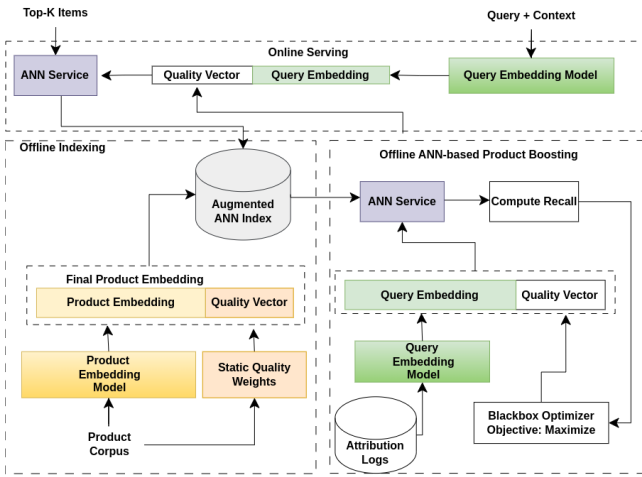 Top-K Items
Query + Context
Online Serving
ANN Service
Quality Vector
Query Embedding
Query Embedding Model
Offline Indexing
Offline ANN-based Product Boosting
Augmented
ANN Index
ANN Service
Compute Recall
Final Product Embedding
Product Embedding
Quality Vector
Query Embedding
Quality Vector
Product
Embedding
Model
Static Quality
Weights
Query
Embedding
Model
Product
Corpus
Attribution
Logs
Blackbox Optimizer
Objective: Maximize